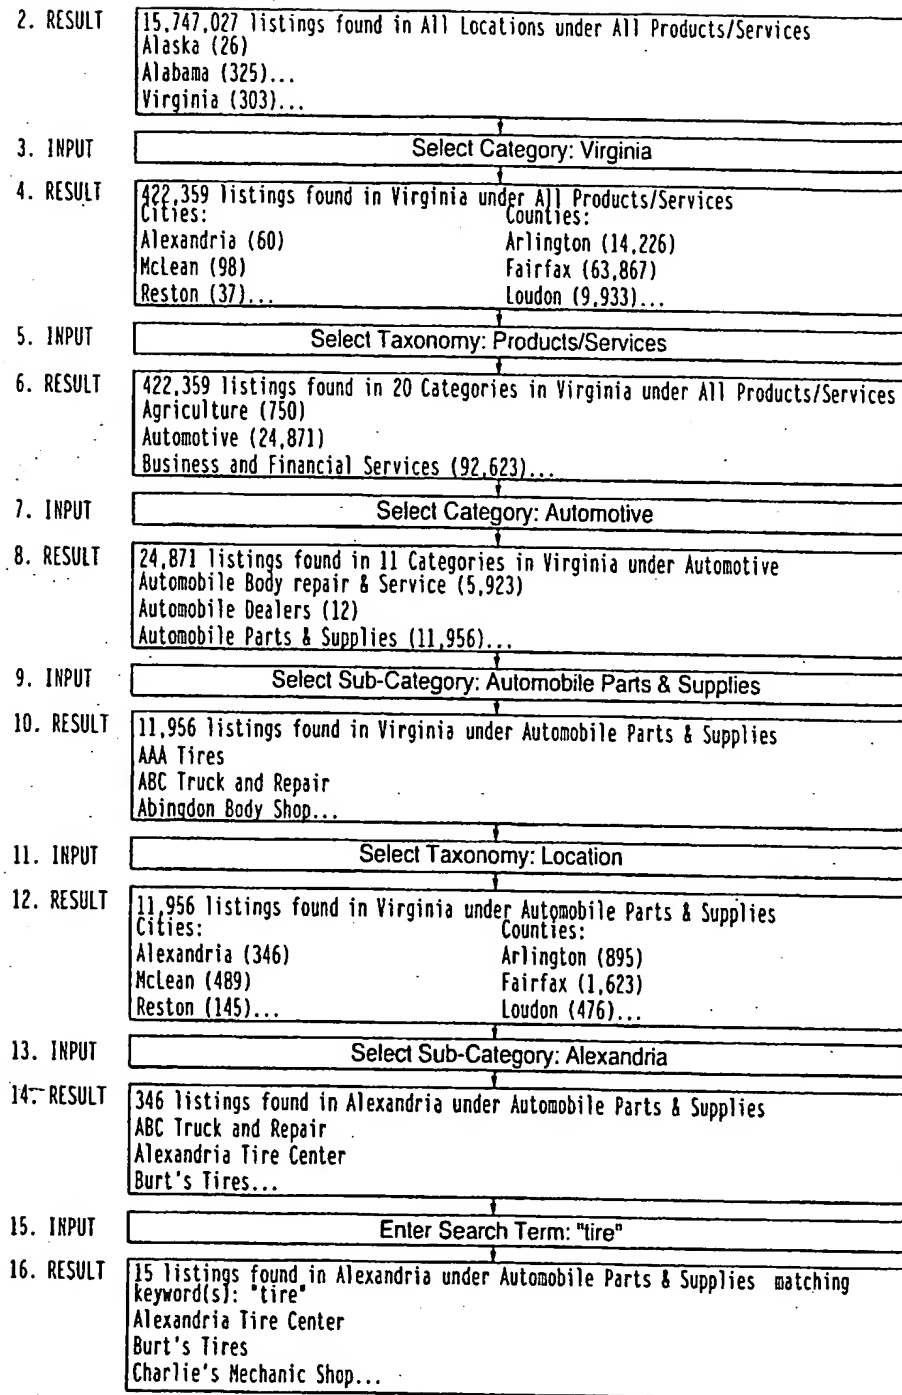 2. RESULT
15,747,027 listings found in All Locations under All Products/Services
Alaska (26)
Alabama (325)...
Virginia (303)...
3. INPUT
Select Category: Virginia
4. RESULT
422,359 listings found in Virginia under All Products/Services
Cities: Counties:
Alexandria (60) Arlington (14,226)
McLean (98) Fairfax (63,867)
Reston (37)... Loudon (9,933)...
5. INPUT
Select Taxonomy: Products/Services
6. RESULT
422,359 listings found in 20 Categories in Virginia under All Products/Services
Agriculture (750)
Automotive (24,871)
Business and Financial Services (92,623)...
7. INPUT
Select Category: Automotive
8. RESULT
24,871 listings found in 11 Categories in Virginia under Automotive
Automobile Body repair & Service (5,923)
Automobile Dealers (12)
Automobile Parts & Supplies (11,956)...
9. INPUT
Select Sub-Category: Automobile Parts & Supplies
10. RESULT
11,956 listings found in Virginia under Automobile Parts & Supplies
AAA Tires
ABC Truck and Repair
Abingdon Body Shop...
11. INPUT
Select Taxonomy: Location
12. RESULT
11,956 listings found in Virginia under Automobile Parts & Supplies
Cities: Counties:
Alexandria (346) Arlington (895)
McLean (489) Fairfax (1,623)
Reston (145)... Loudon (476)...
13. INPUT
Select Sub-Category: Alexandria
14. RESULT
346 listings found in Alexandria under Automobile Parts & Supplies
ABC Truck and Repair
Alexandria Tire Center
Burt's Tires...
15. INPUT
Enter Search Term: "tire"
16. RESULT
15 listings found in Alexandria under Automobile Parts & Supplies matching
keyword(s): "tire"
Alexandria Tire Center
Burt's Tires
Charlie's Mechanic Shop...